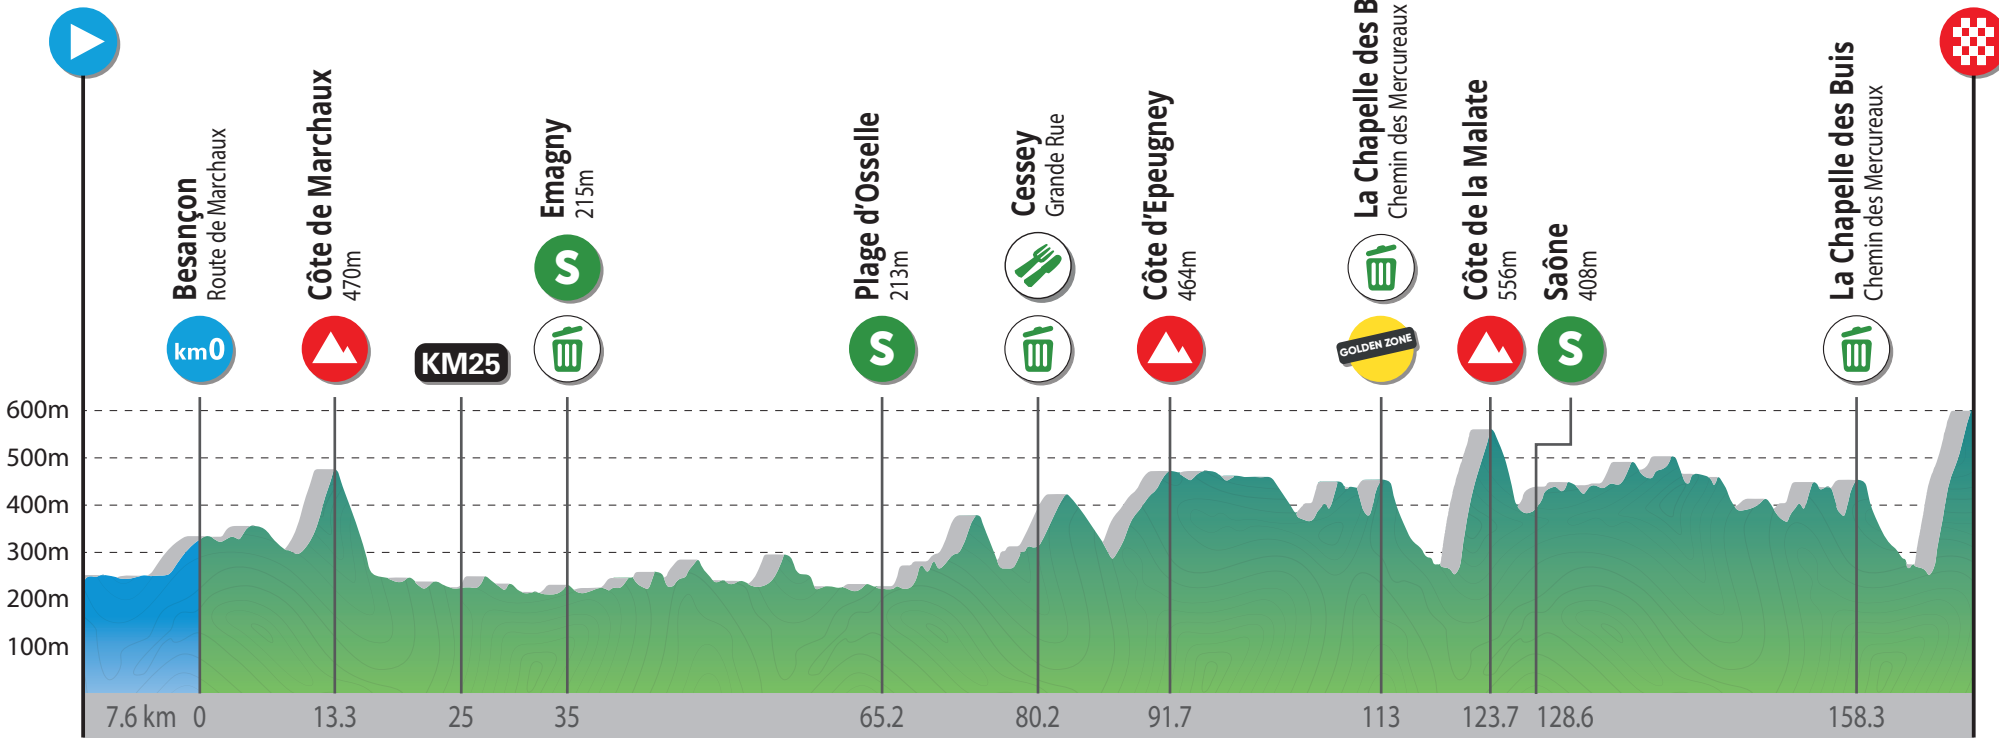 Besançon
Route de Marchaux
km0
Côte de Marchaux
470m
KM25
Emagny
215m
S
Plage d'Osselle
213m
S
Cessey
Grande Rue
Côte d'Epeugney
464m
La Chapelle des B
Chemin des Mercureaux
GOLDEN ZONE
Côte de la Malate
556m
Saône
408m
S
La Chapelle des Buis
Chemin des Mercureaux
600m
500m
400m
300m
200m
100m
7.6 km 0 13.3 25 35 65.2 80.2 91.7 113 123.7 128.6 158.3